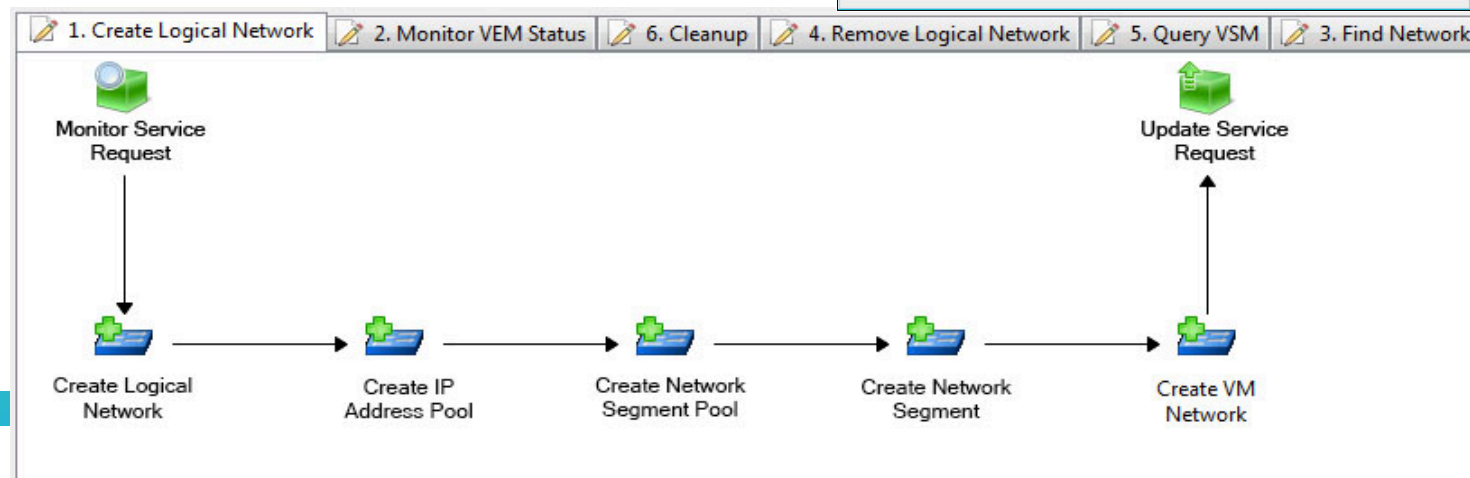 1. Create Logical Network
2. Monitor VEM Status
6. Cleanup
4. Remove Logical Network
5. Query VSM
3. Find Network
Monitor Service
Request
Update Service
Request
Create Logical
Network
Create IP
Address Pool
Create Network
Segment Pool
Create Network
Segment
Create VM
Network